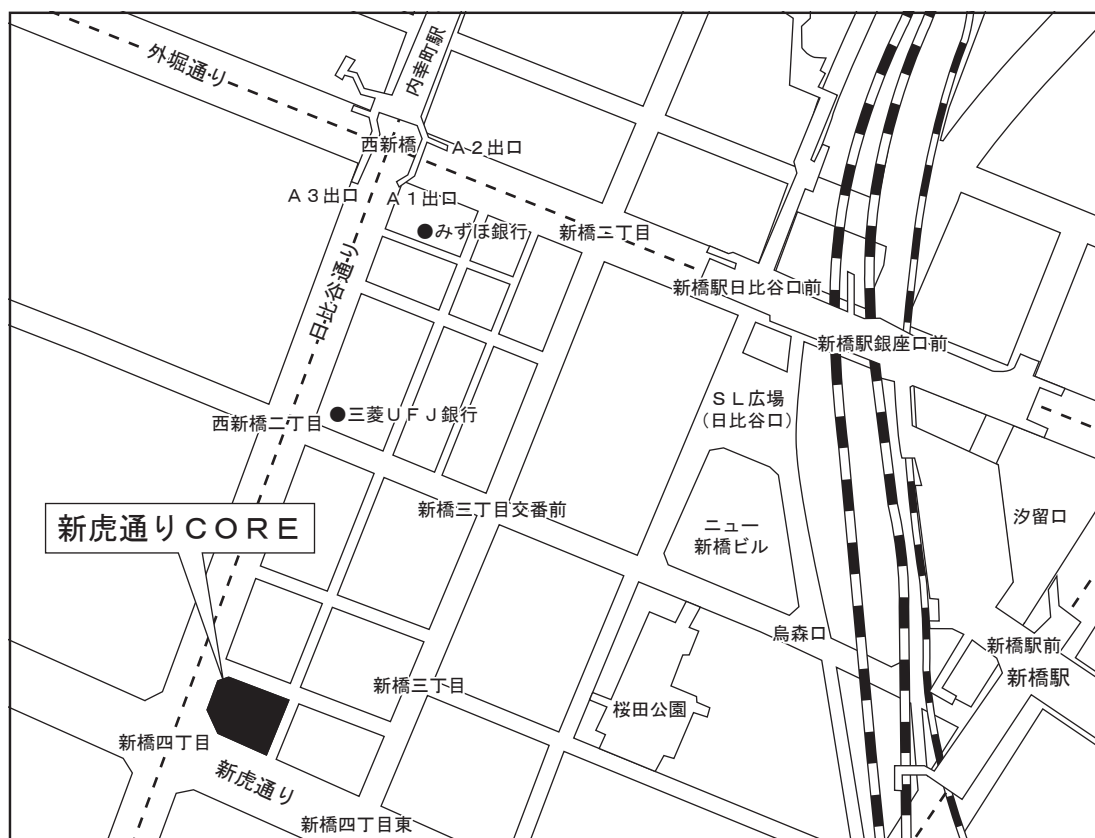 外堀通り
内幸町駅
西新橋
A2出口
A3出口
A1出口
●みずほ銀行
新橋二丁目
日比谷通り
新橋駅日比谷口前
新橋駅銀座口前
SL広場
(日比谷口)
西新橋二丁目
●三菱UFJ銀行
新橋三丁目交番前
新虎通りCORE
ニュー
新橋ビル
汐留口
烏森口
新橋駅前
新橋駅
新橋三丁目
桜田公園
新橋四丁目
新虎通り
新橋四丁目東